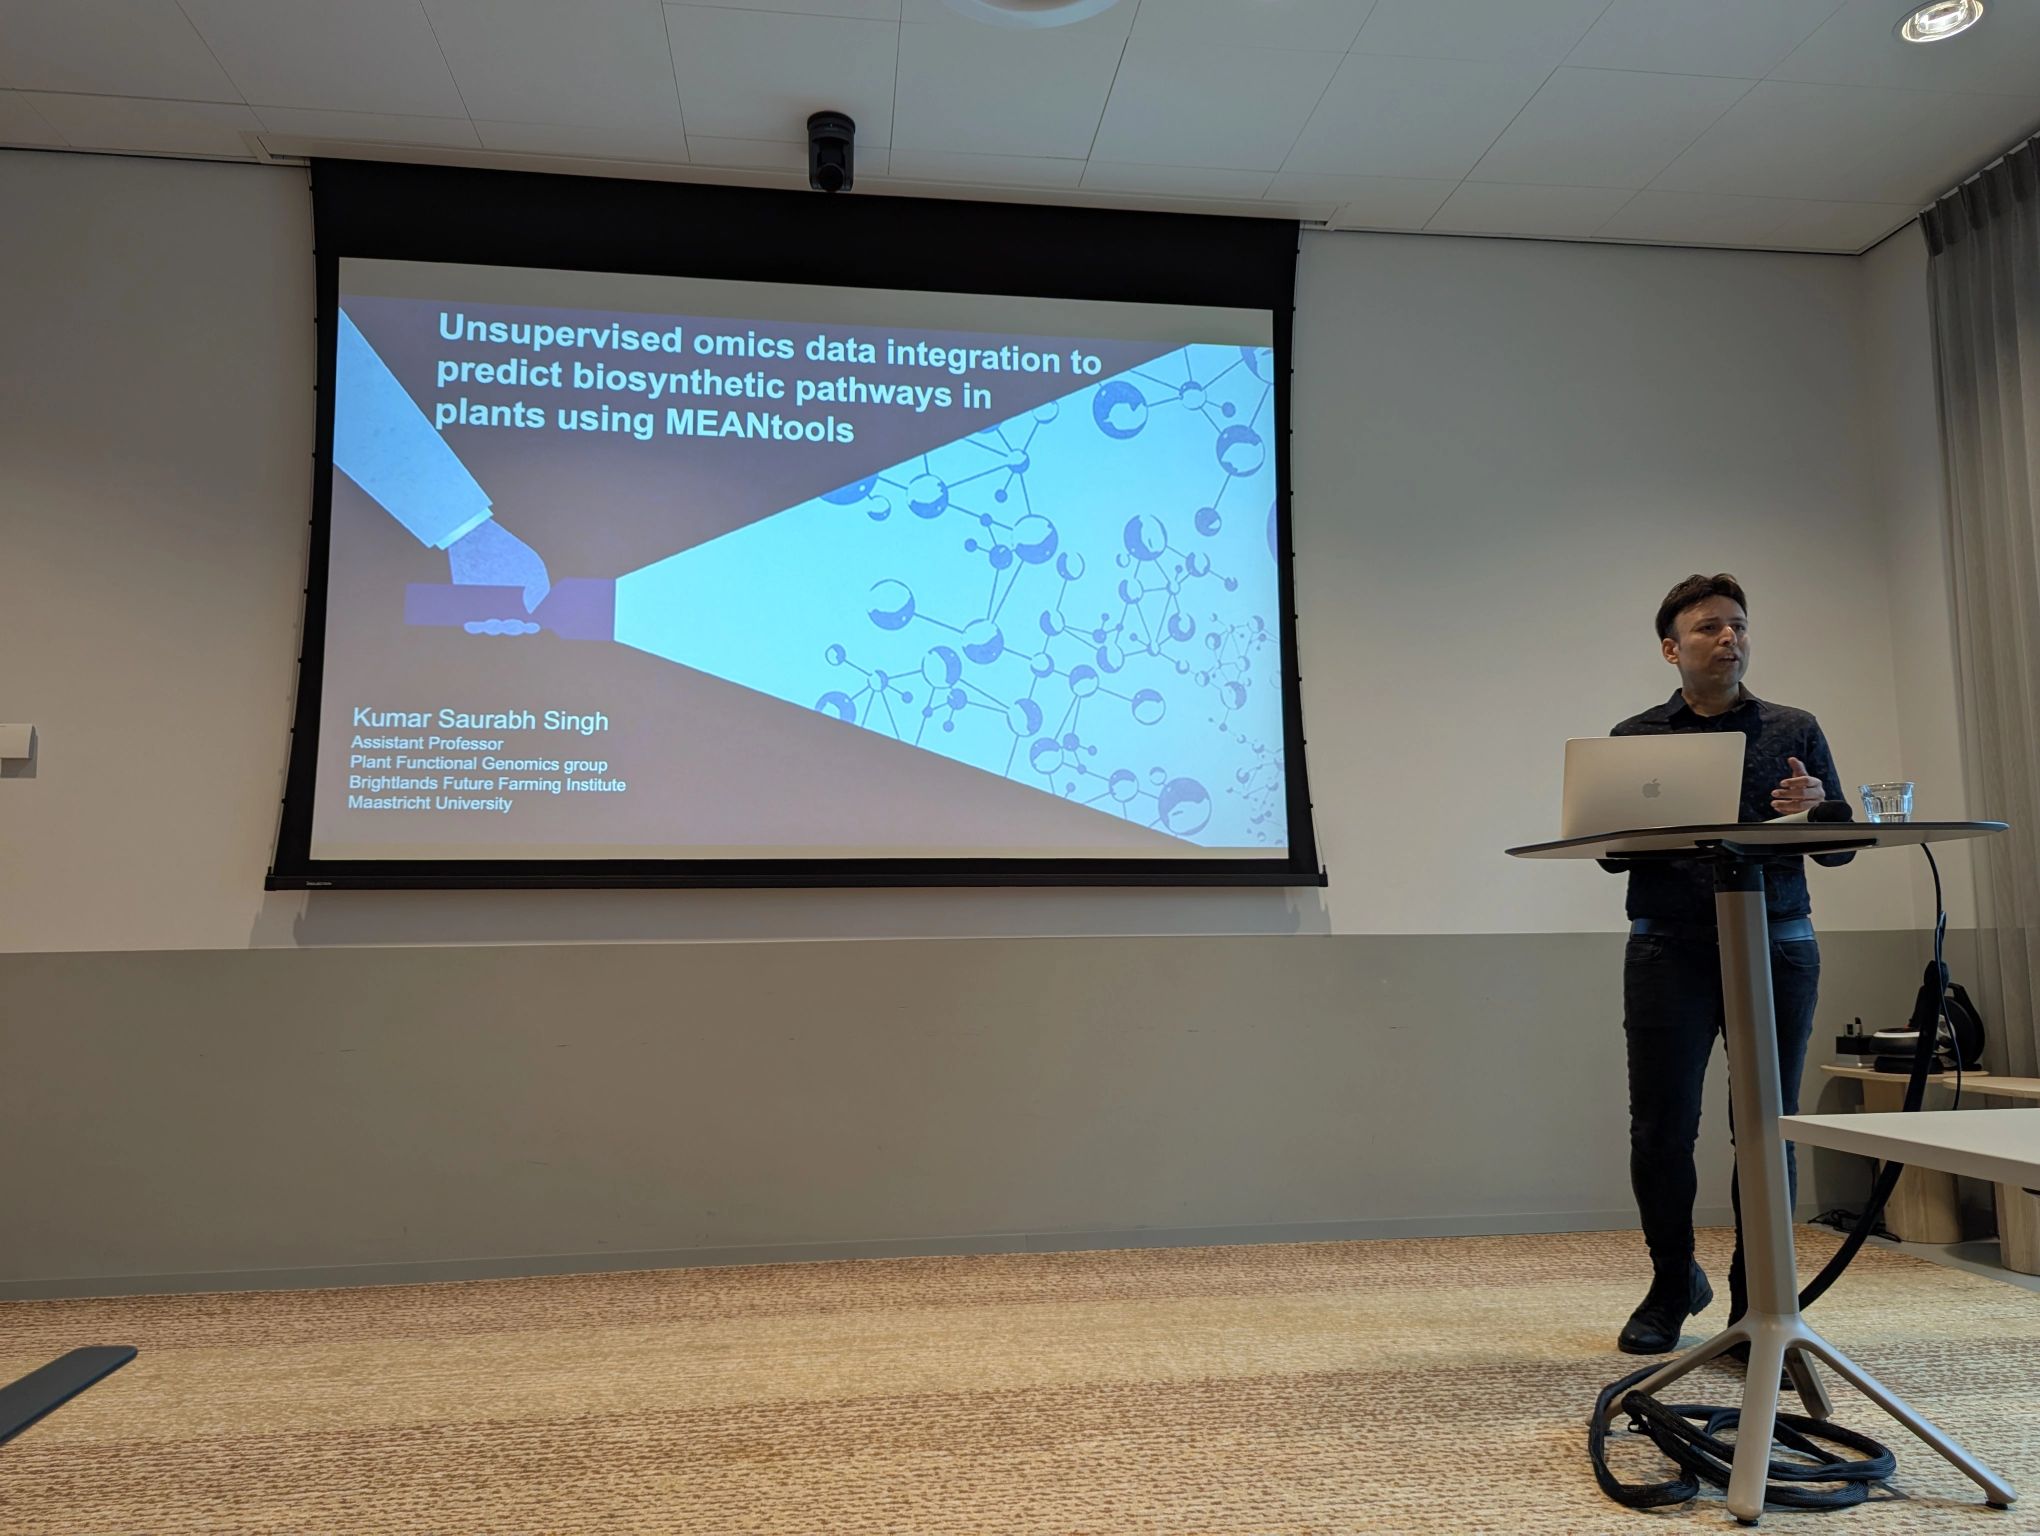 Unsupervised omics data integration to
predict biosynthetic pathways in
plants using MEANtools
Kumar Saurabh Singh
Assistant Professor
Plant Functional Genomics group
Brightlands Future Farming Institute
Maastricht University